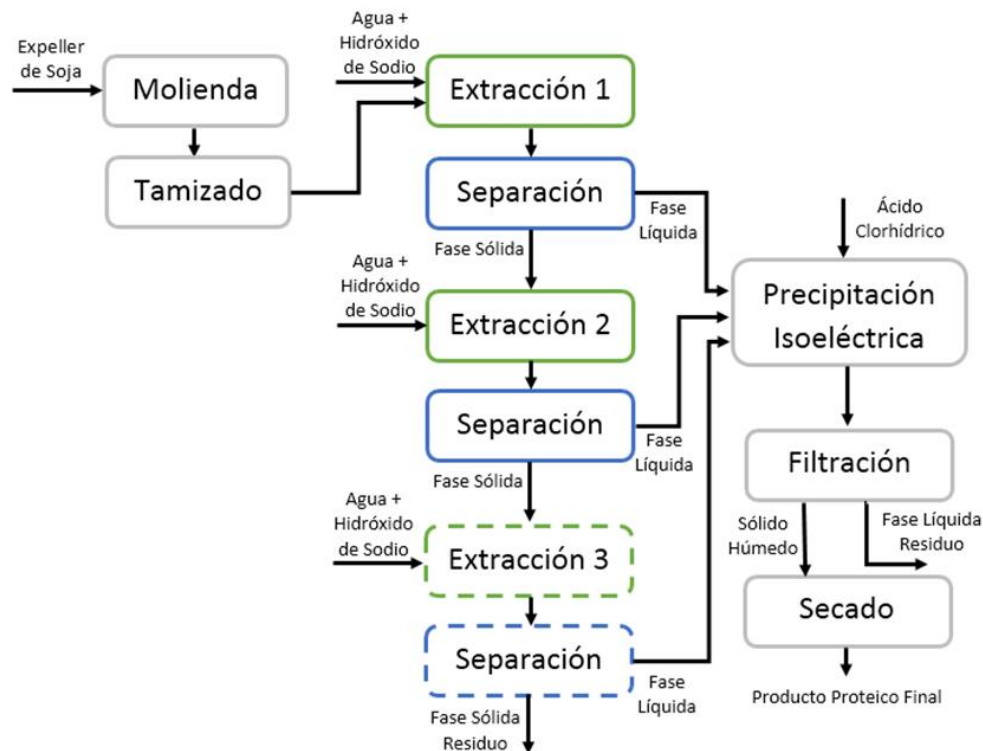 Expeller
de Soja
Molienda
Tamizado
Agua +
Hidróxido
de Sodio
Extracción 1
Separación
Fase
Líquida
Fase Sólida
Agua +
Hidróxido
de Sodio
Extracción 2
Separación
Fase
Líquida
Fase Sólida
Agua +
Hidróxido
de Sodio
Extracción 3
Separación
Fase
Líquida
Fase Sólida
Residuo
Ácido
Clorhídrico
Precipitación
Isoeléctrica
Filtración
Sólido
Húmedo
Fase Líquida
Residuo
Secado
Producto Proteico Final